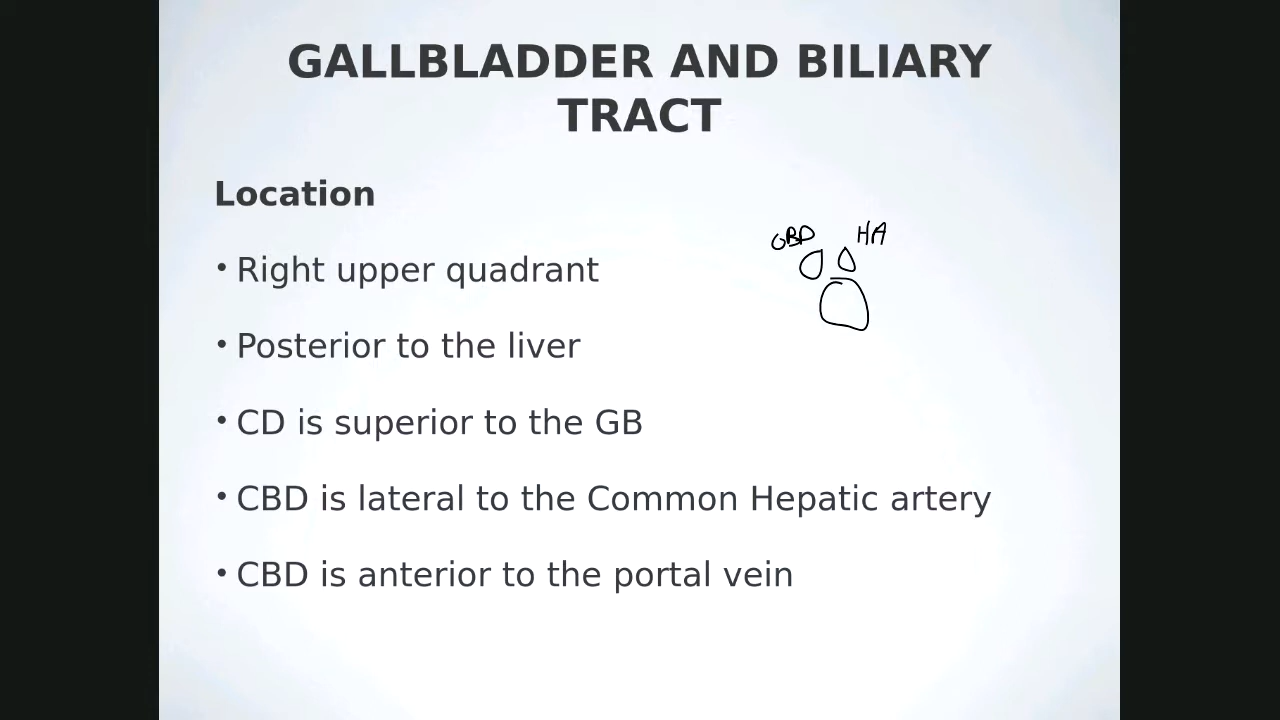 GALLBLADDER AND BILIARY
TRACT
Location
CBD HA
• Right upper quadrant
• Posterior to the liver
• CD is superior to the GB
• CBD is lateral to the Common Hepatic artery
• CBD is anterior to the portal vein